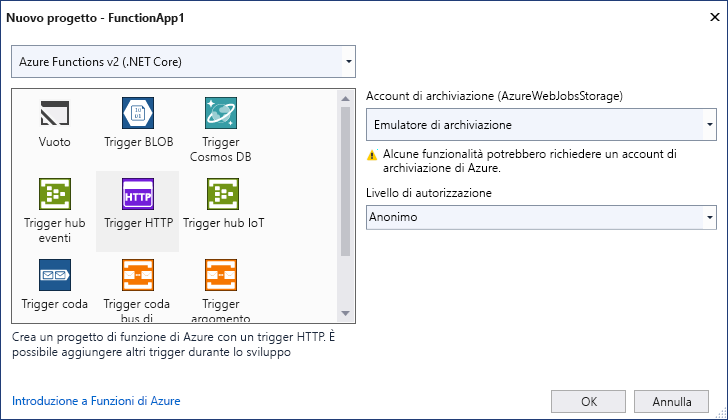 Nuovo progetto - FunctionApp1
Azure Functions v2 (.NET Core)
Vuoto
Trigger BLOB
Trigger
Cosmos DB
Trigger hub
eventi
HTTP
Trigger HTTP
Trigger hub IoT
Trigger coda
Trigger coda
bus di
Trigger
argomento
Crea un progetto di funzione di Azure con un trigger HTTP. È
possibile aggiungere altri trigger durante lo sviluppo
Introduzione a Funzioni di Azure
Account di archiviazione (AzureWebJobsStorage)
Emulatore di archiviazione
Alcune funzionalità potrebbero richiedere un account di
archiviazione di Azure.
Livello di autorizzazione
Anonimo
OK
Annulla